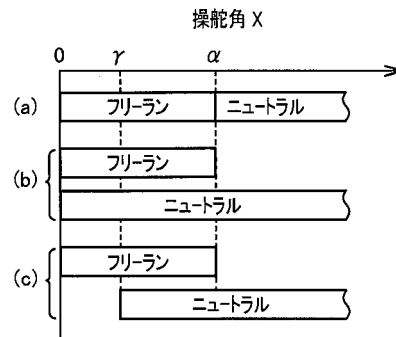 操舵角 X
0 γ α
(a) フリーラン ニュートラル
(b) フリーラン
ニュートラル
(c) フリーラン
ニュートラル